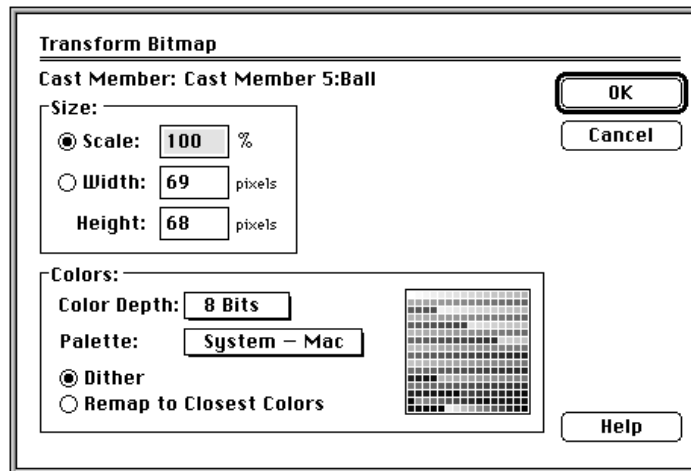 Transform Bitmap
Cast Member: Cast Member 5:Ball
Size:
Scale: 100 %
Width: 69 pixels
Height: 68 pixels
OK
Cancel
Colors:
Color Depth: 8 Bits
Palette: System – Mac
Dither
Remap to Closest Colors
Help